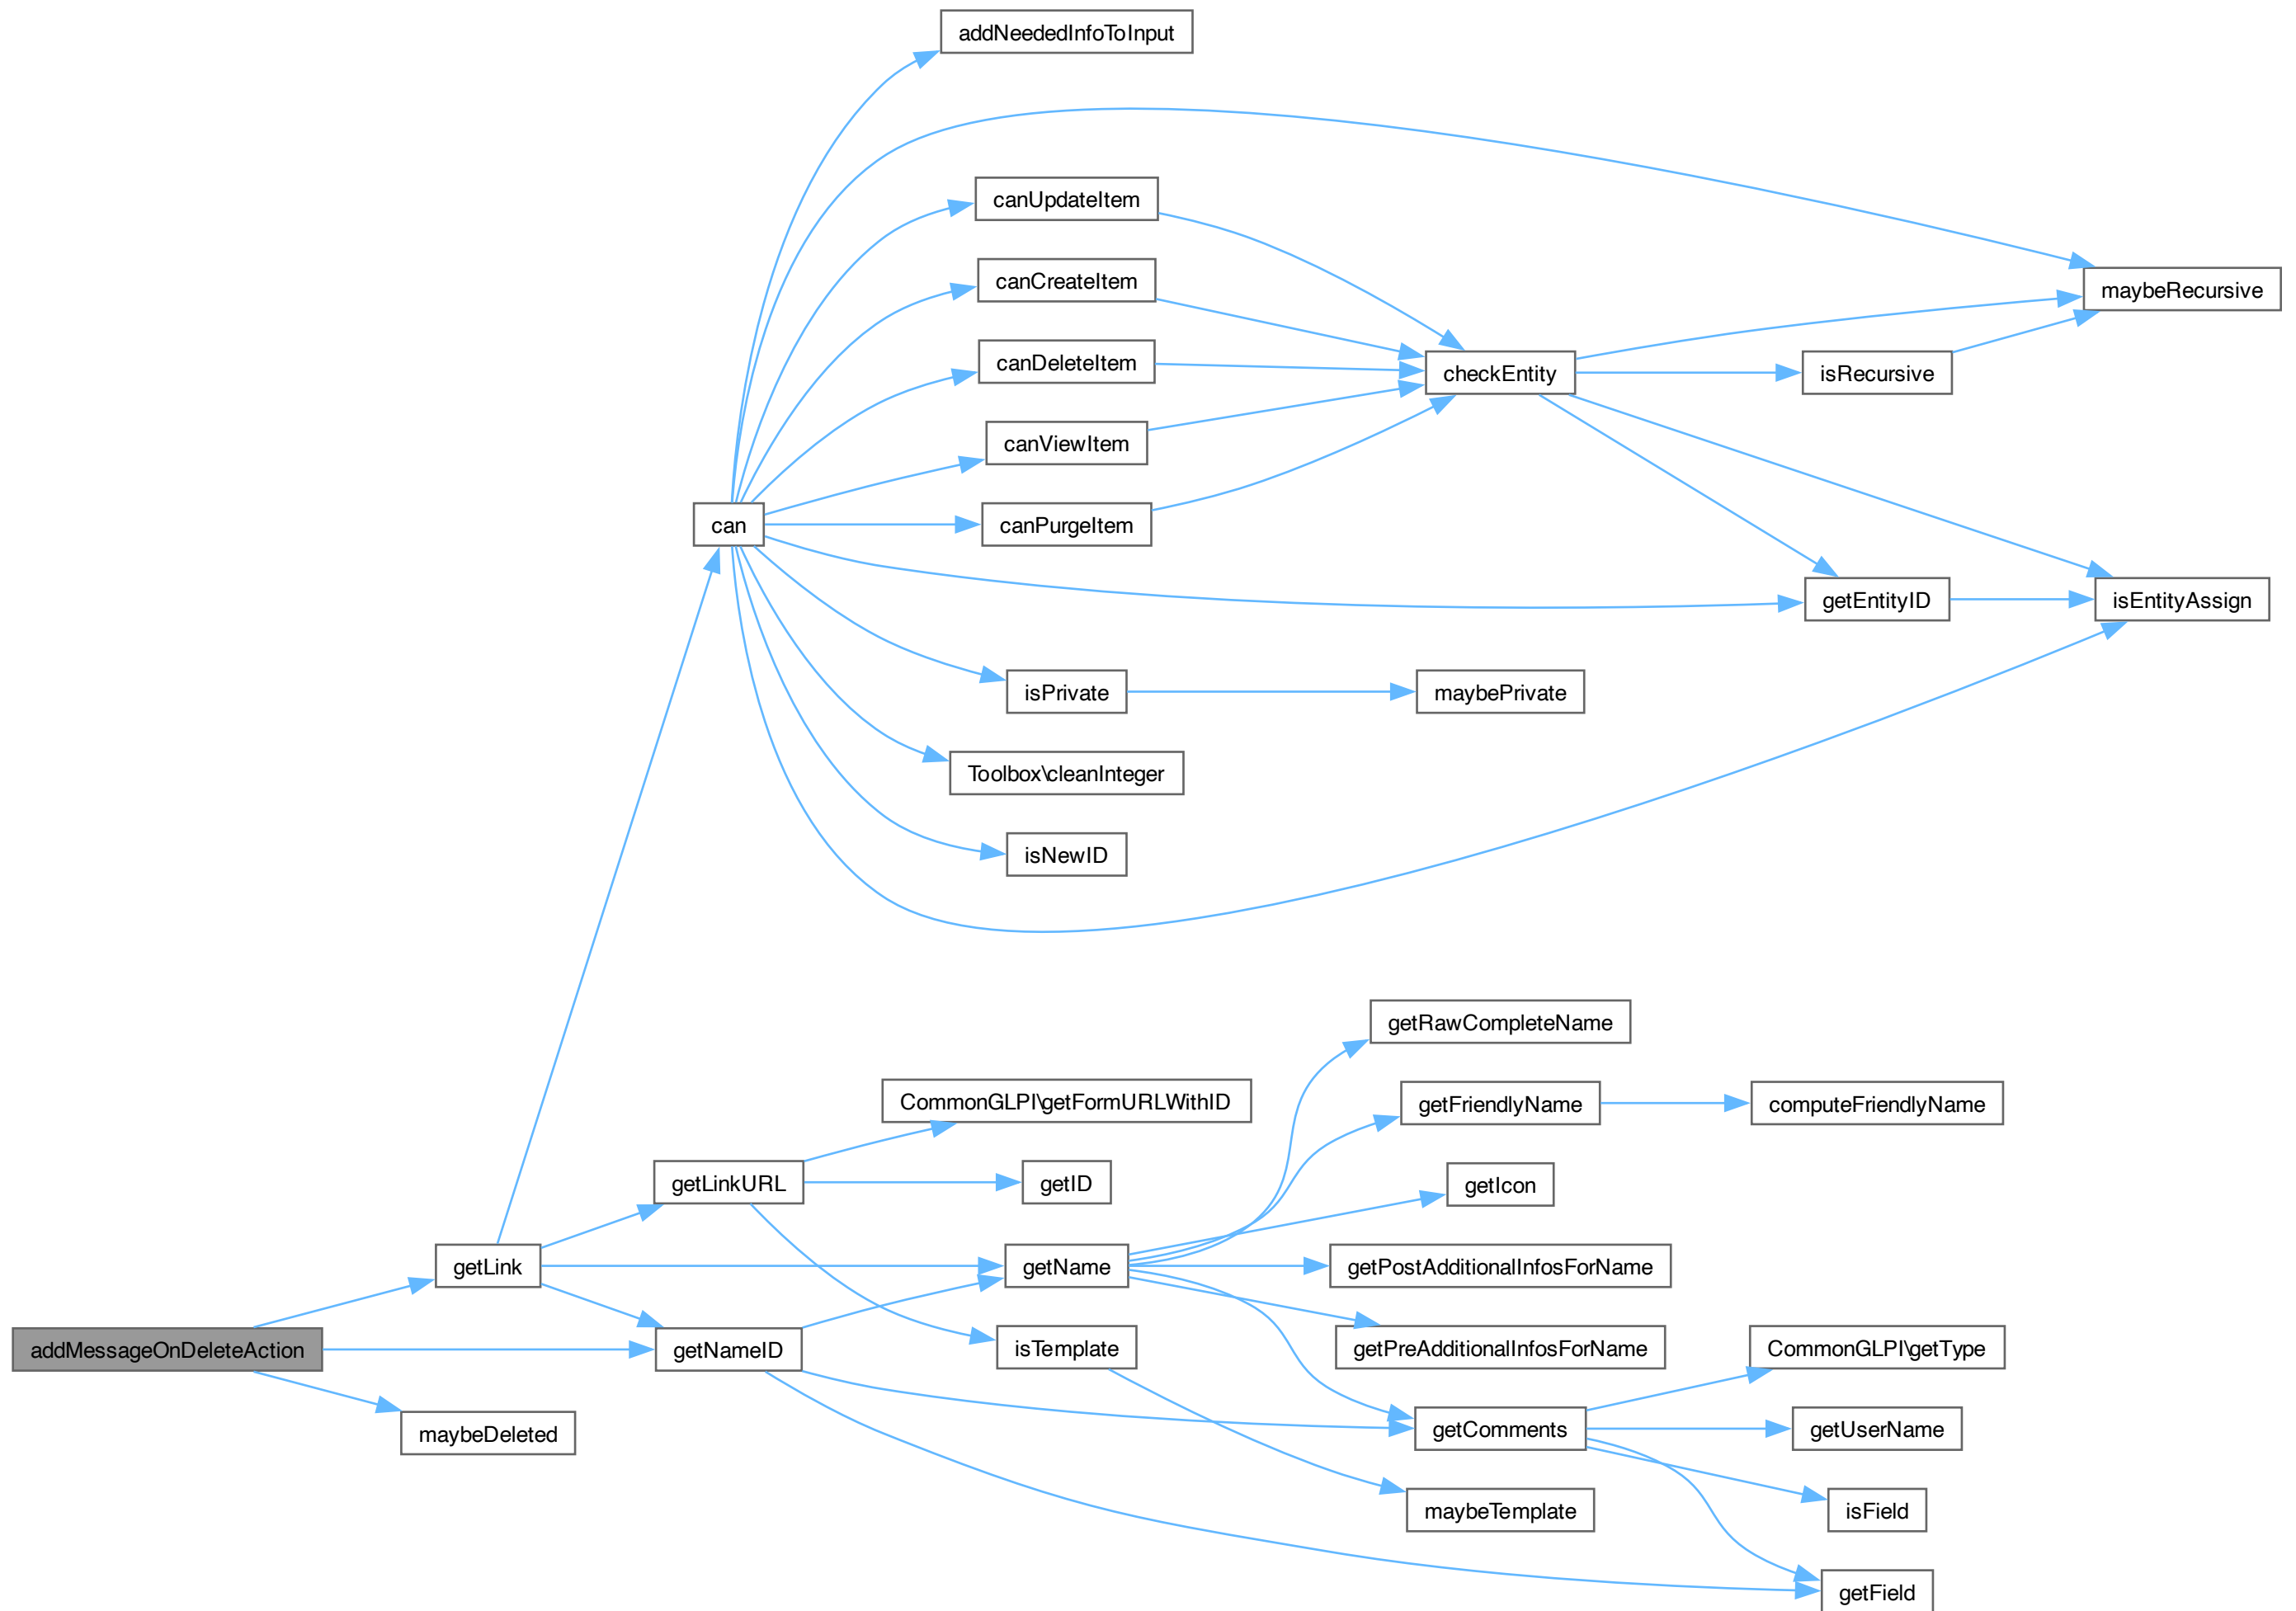 addNeededInfoToInput
canUpdateItem
canCreateItem
maybeRecursive
canDeleteItem
checkEntity
isRecursive
canViewItem
can
canPurgeItem
getEntityID
isEntityAssign
isPrivate
maybePrivate
Toolbox\cleanInteger
isNewID
getRawCompleteName
CommonGLPI\getFormURLWithID
getFriendlyName
computeFriendlyName
getLinkURL
getID
getIcon
getLink
getName
getPostAdditionalInfosForName
addMessageOnDeleteAction
getNameID
isTemplate
getPreAdditionalInfosForName
CommonGLPI\getType
maybeDeleted
getComments
getUserName
maybeTemplate
isField
getField